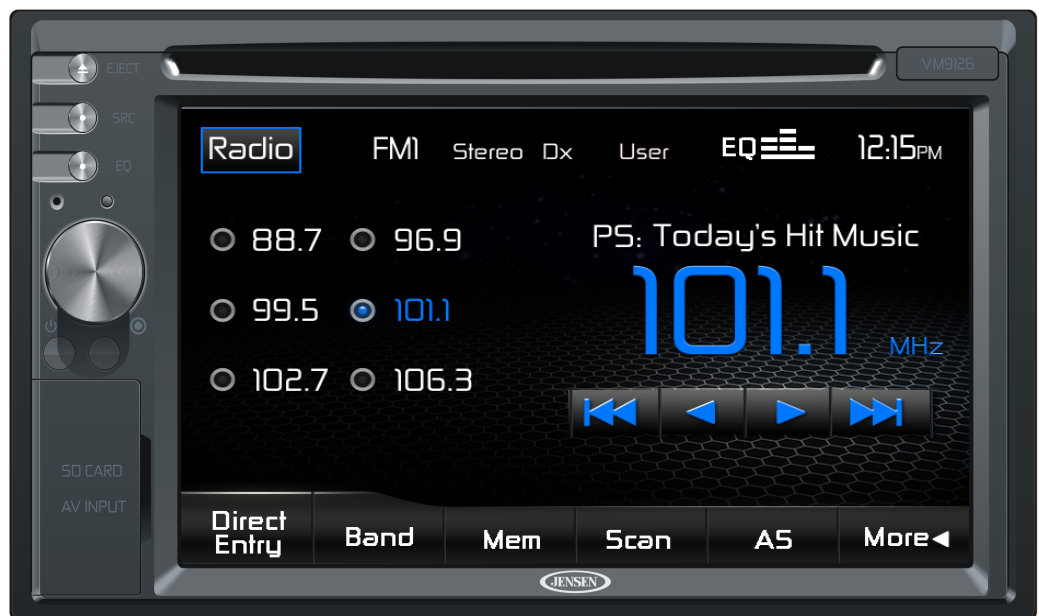 EJECT
VM9126
SRC
EQ
Radio FM1 Stereo Dx User EQ 12:15PM
88.7 96.9
PS: Today's Hit Music
99.5 101.1
101.1 MHz
102.7 106.3
SD CARD
AV INPUT
Direct Entry
Band
Mem
Scan
AS
More
JENSEN